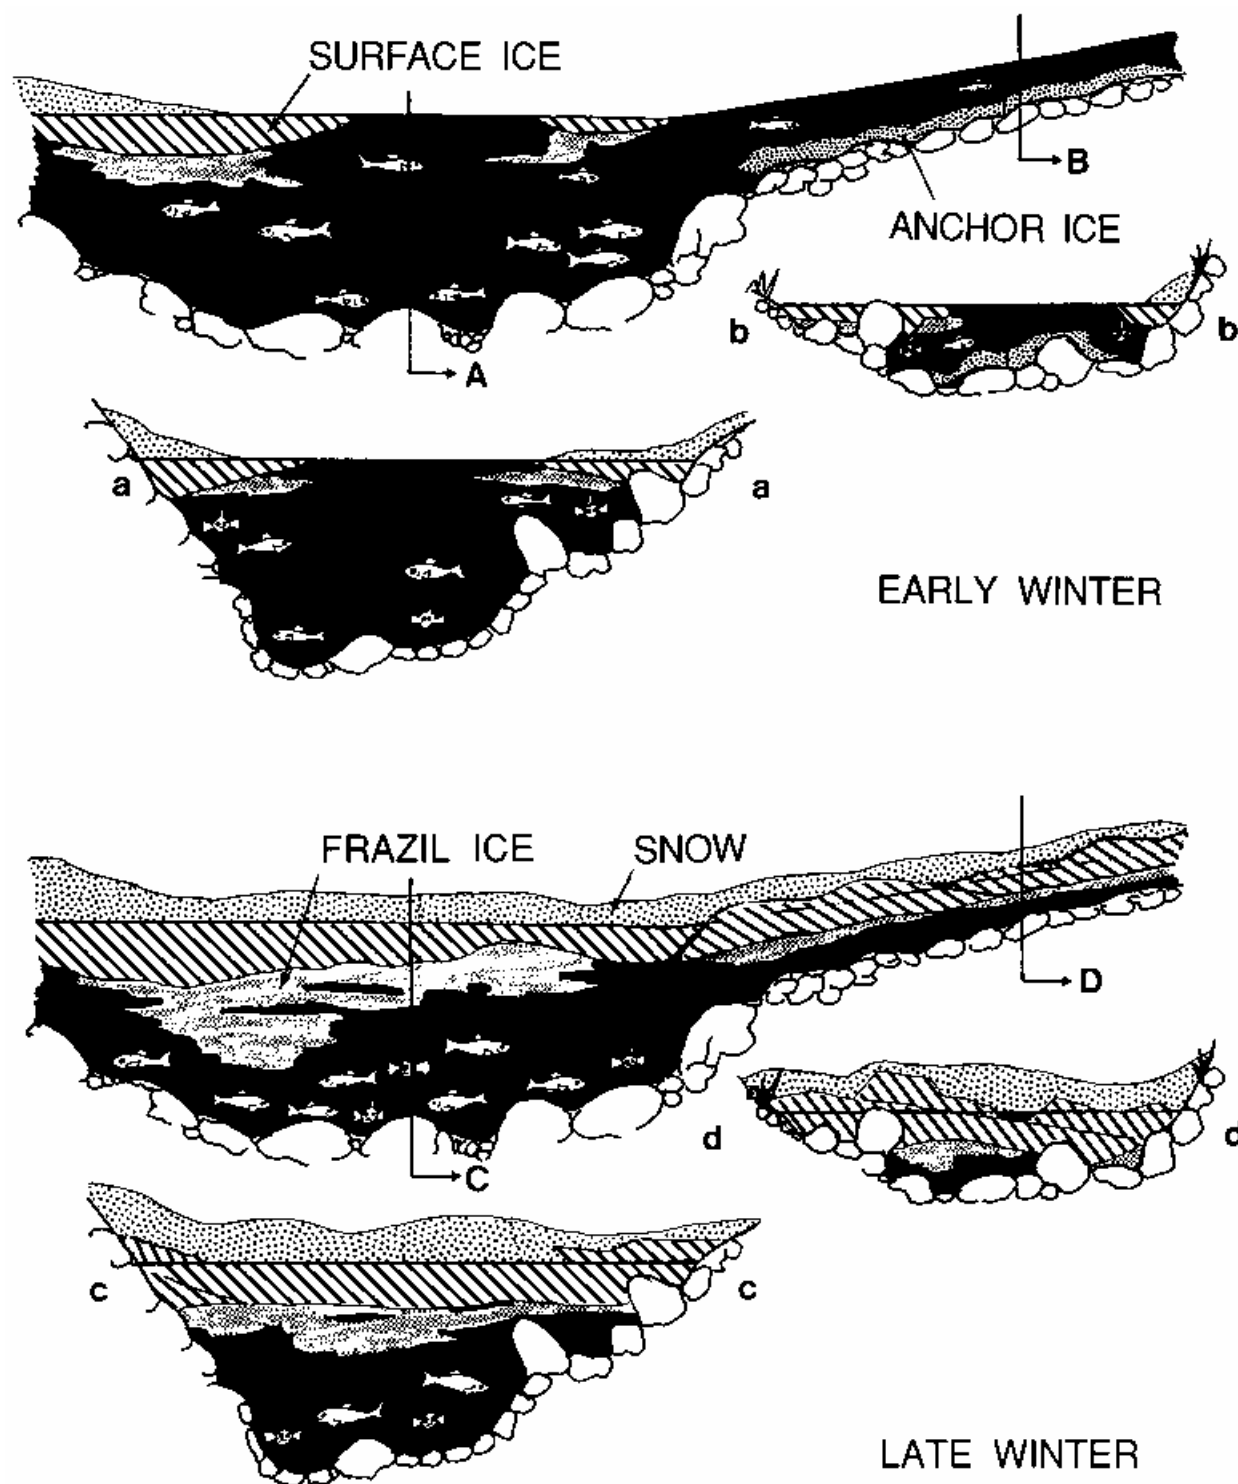 SURFACE ICE
B
ANCHOR ICE
b b
A
a a
EARLY WINTER
FRAZIL ICE SNOW
D
d d
C
c c
LATE WINTER